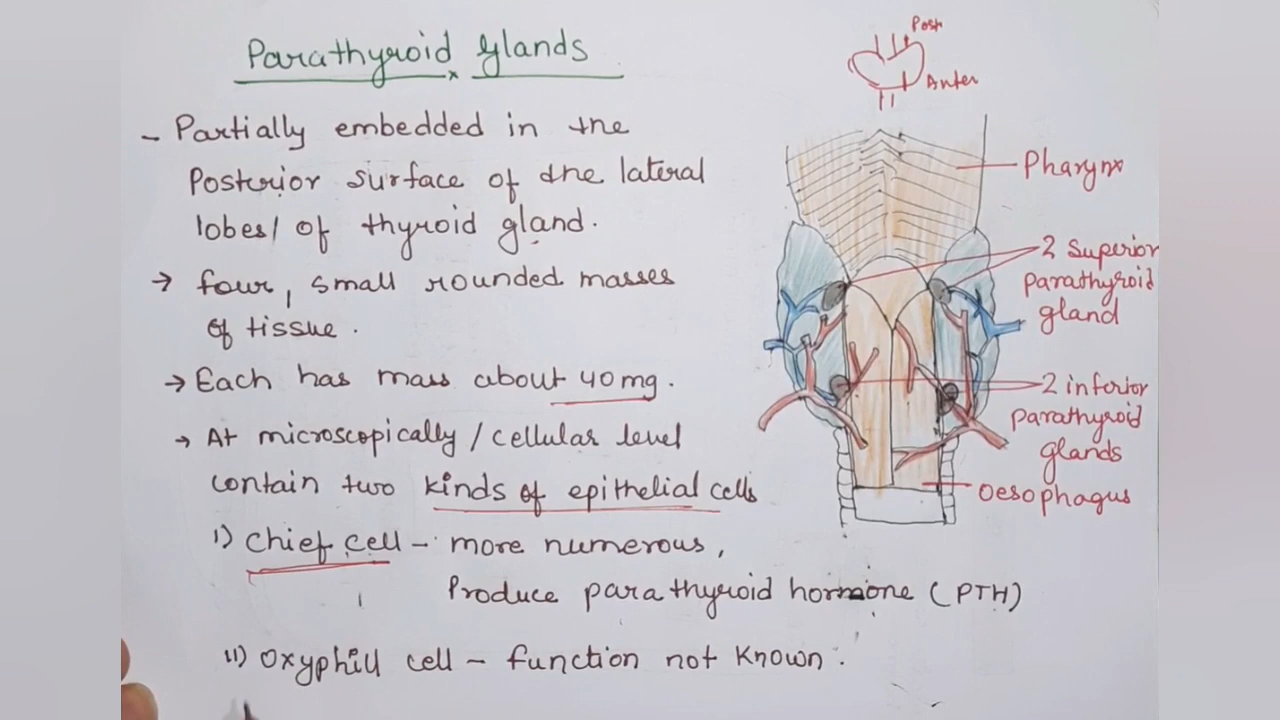 Parathyroid Glands
- Partially embedded in the
Posterior surface of the lateral
lobes/ of thyroid gland.
→ four, small rounded masses
of tissue.
→ Each has mass about 40 mg.
→ At microscopically / cellular level
contain two kinds of epithelial cells
i) Chief cell - more numerous,
Produce parathyroid hormone (PTH)
ii) Oxyphill cell - function not known.
Post
Anter
Pharynx
2 Superior
parathyroid
gland
2 inferior
parathyroid
glands
Oesophagus